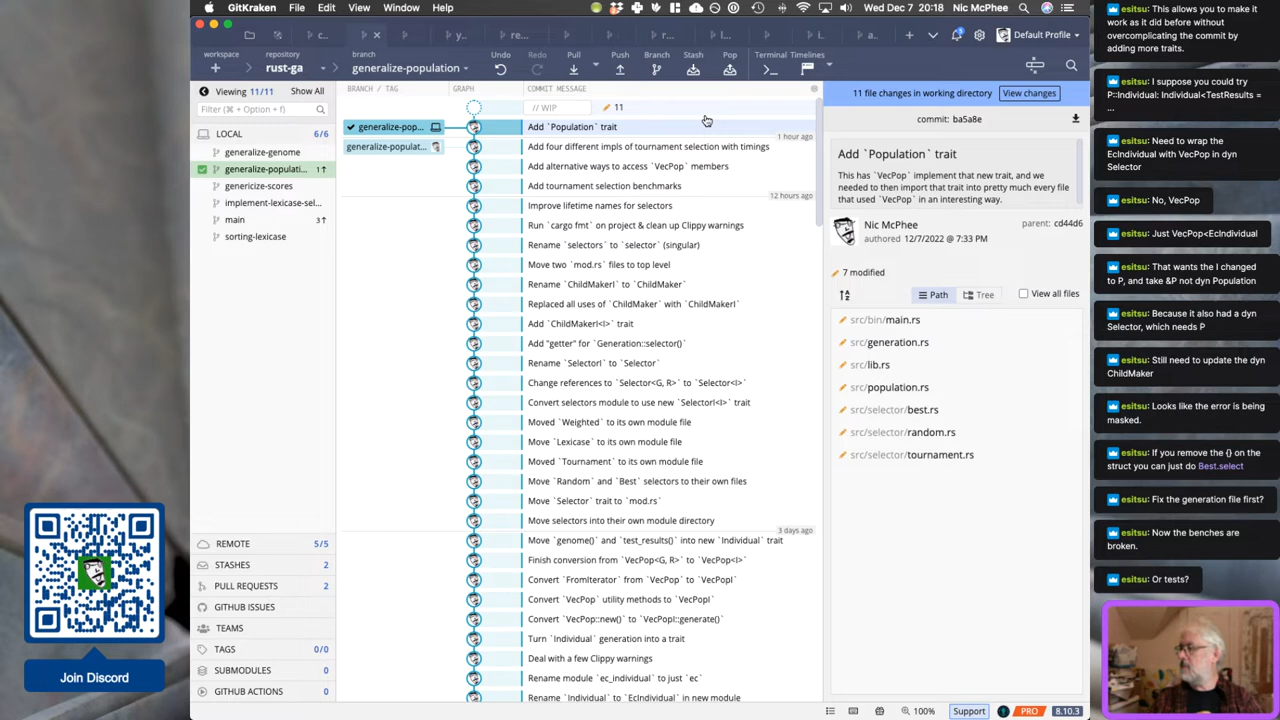 GitKraken File Edit View Window Help
Wed Dec 7 20:18 Nic McPhee
workspace
repository
rust-ga
branch
generalize-population
Undo
Redo
Pull
Push
Branch
Stash
Pop
Terminal
Timelines
Default Profile
Viewing 11/11 Show All
Filter (⌘ + Option + f)
LOCAL 6/6
generalize-genome
generalize-populati... 1↑
genericize-scores
implement-lexicase-sel...
main 3↑
sorting-lexicase
REMOTE 5/5
STASHES 2
PULL REQUESTS 2
GITHUB ISSUES
TEAMS
TAGS 0/0
SUBMODULES 0
GITHUB ACTIONS 0
BRANCH / TAG GRAPH COMMIT MESSAGE
// WIP 11
generalize-pop... Add `Population` trait
1 hour ago
generalize-populat... Add four different impls of tournament selection with timings
Add alternative ways to access `VecPop` members
Add tournament selection benchmarks
12 hours ago
Improve lifetime names for selectors
Run `cargo fmt` on project & clean up Clippy warnings
Rename `selectors` to `selector` (singular)
Move two `mod.rs` files to top level
Rename `ChildMakerI` to `ChildMaker`
Replaced all uses of `ChildMaker` with `ChildMakerI`
Add `ChildMakerI<I>` trait
Add "getter" for `Generation::selector()`
Rename `SelectorI` to `Selector`
Change references to `Selector<G, R>` to `Selector<I>`
Convert selectors module to use new `SelectorI<I>` trait
Moved `Weighted` to its own module file
Move `Lexicase` to its own module file
Moved `Tournament` to its own module file
Move `Random` and `Best` selectors to their own files
Move `Selector` trait to `mod.rs`
Move selectors into their own module directory
3 days ago
Move `genome()` and `test_results()` into new `Individual` trait
Finish conversion from `VecPop<G, R>` to `VecPop<I>`
Convert `FromIterator` from `VecPop` to `VecPopI`
Convert `VecPop` utility methods to `VecPopI`
Convert `VecPop::new()` to `VecPopI::generate()`
Turn `Individual` generation into a trait
Deal with a few Clippy warnings
Rename module `ec_individual` to just `ec`
Rename `Individual` to `EcIndividual` in new module
11 file changes in working directory View changes
commit: ba5a8e
Add `Population` trait
This has `VecPop` implement that new trait, and we
needed to then import that trait into pretty much every file
that used `VecPop` in an interesting way.
Nic McPhee
authored 12/7/2022 @ 7:33 PM
parent: cd44d6
7 modified
Path Tree View all files
src/bin/main.rs
src/generation.rs
src/lib.rs
src/population.rs
src/selector/best.rs
src/selector/random.rs
src/selector/tournament.rs
100% Support PRO 8.10.3
esitsu: This allows you to make it
work as it did before without
overcomplicating the commit by
adding more traits.
esitsu: I suppose you could try
P::Individual: Individual<TestResults =
...
esitsu: Need to wrap the
EcIndividual with VecPop in dyn
Selector
esitsu: No, VecPop
esitsu: Just VecPop<EcIndividual
esitsu: That wants the I changed
to P, and take &P not dyn Population
esitsu: Because it also had a dyn
Selector, which needs P
esitsu: Still need to update the dyn
ChildMaker
esitsu: Looks like the error is being
masked.
esitsu: If you remove the {} on the
struct you can just do Best.select
esitsu: Fix the generation file first?
esitsu: Now the benches are
broken.
esitsu: Or tests?
Join Discord